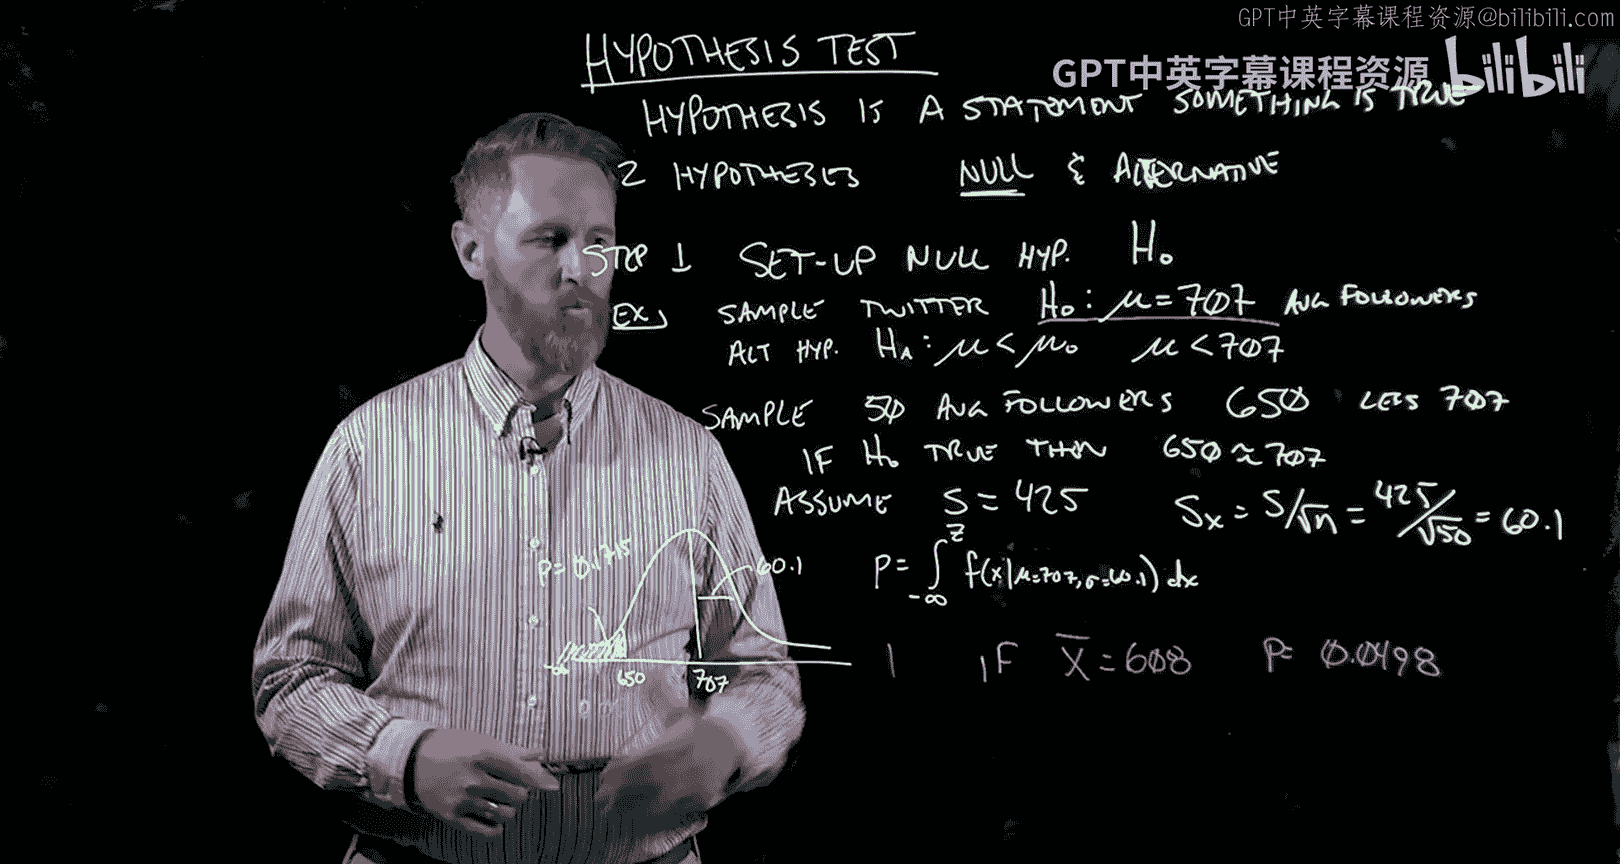 GPT中英字幕课程资源@bilibili.com
GPT中英字幕课程资源 bilibili
HYPOTHESIS TEST
HYPOTHESIS IS A STATEMENT SOMETHING IS TRUE
2 HYPOTHESES NULL & ALTERNATIVE
STEP 1 SET-UP NULL HYP. H₀
EX, SAMPLE TWITTER H₀: μ=707 AVG FOLLOWERS
ALT HYP. Hₐ: μ<μ₀ μ<707
SAMPLE 50 AVG FOLLOWERS 650 LESS 707
IF H₀ TRUE THEN 650≈707
ASSUME S=425 Sx = S/√n = 425/√50 = 60.1
P=0.1715 60.1 P= ∫ -∞ z f(x|μ=707,σ=60.1) dx
-∞ 650 707
1 IF X̄=608 P= 0.0498